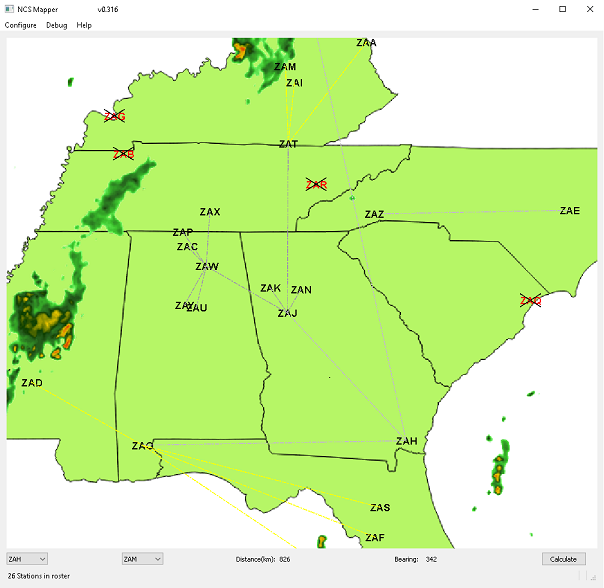 NCS Mapper v0.316
Configure Debug Help
ZAA
ZAM
ZAI
ZAG
ZAT
ZAB
ZAR
ZAX
ZAZ
ZAE
ZAP
ZAC
ZAW
ZAK
ZAN
ZAQ
ZAY
ZAU
ZAJ
ZAD
ZAO
ZAH
ZAS
ZAF
ZAH ZAM Distance(km): 826 Bearing: 342 Calculate
26 Stations in roster